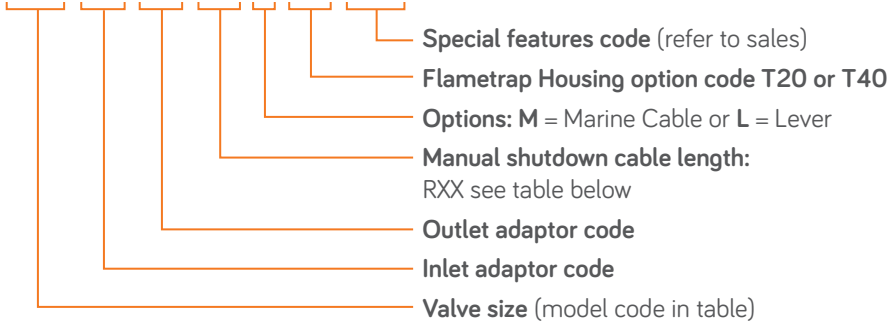 Special features code (refer to sales)
Flametrap Housing option code T20 or T40
Options: M = Marine Cable or L = Lever
Manual shutdown cable length:
RXX see table below
Outlet adaptor code
Inlet adaptor code
Valve size (model code in table)